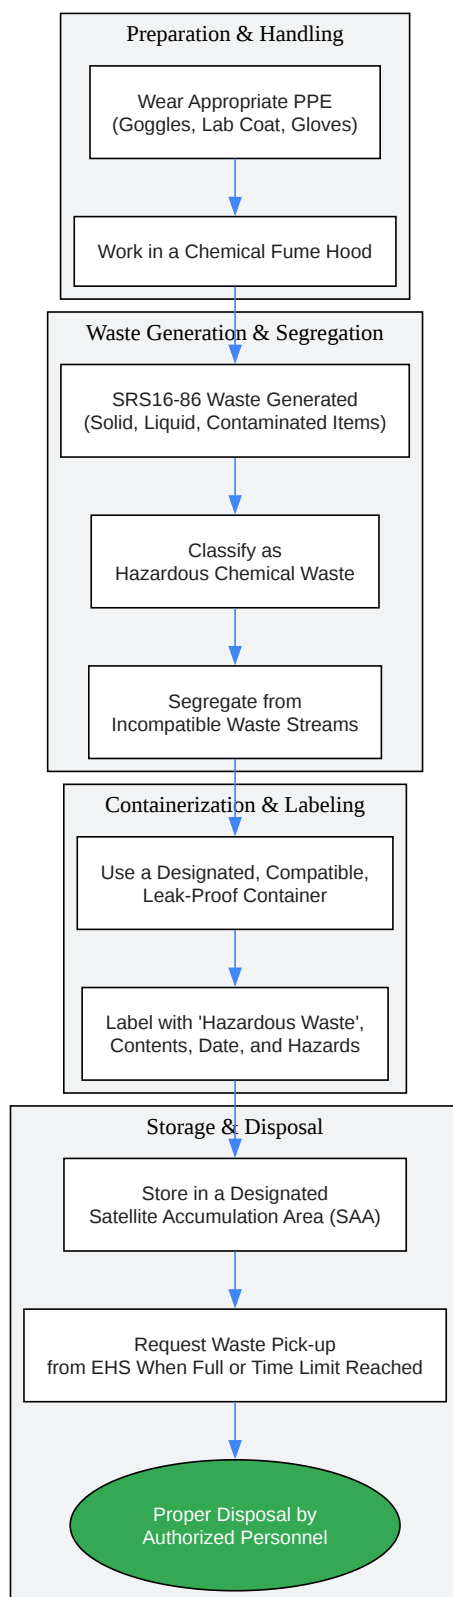 Preparation & Handling
Wear Appropriate PPE
(Goggles, Lab Coat, Gloves)
Work in a Chemical Fume Hood
Waste Generation & Segregation
SRS16-86 Waste Generated
(Solid, Liquid, Contaminated Items)
Classify as
Hazardous Chemical Waste
Segregate from
Incompatible Waste Streams
Containerization & Labeling
Use a Designated, Compatible,
Leak-Proof Container
Label with 'Hazardous Waste',
Contents, Date, and Hazards
Storage & Disposal
Store in a Designated
Satellite Accumulation Area (SAA)
Request Waste Pick-up
from EHS When Full or Time Limit Reached
Proper Disposal by
Authorized Personnel